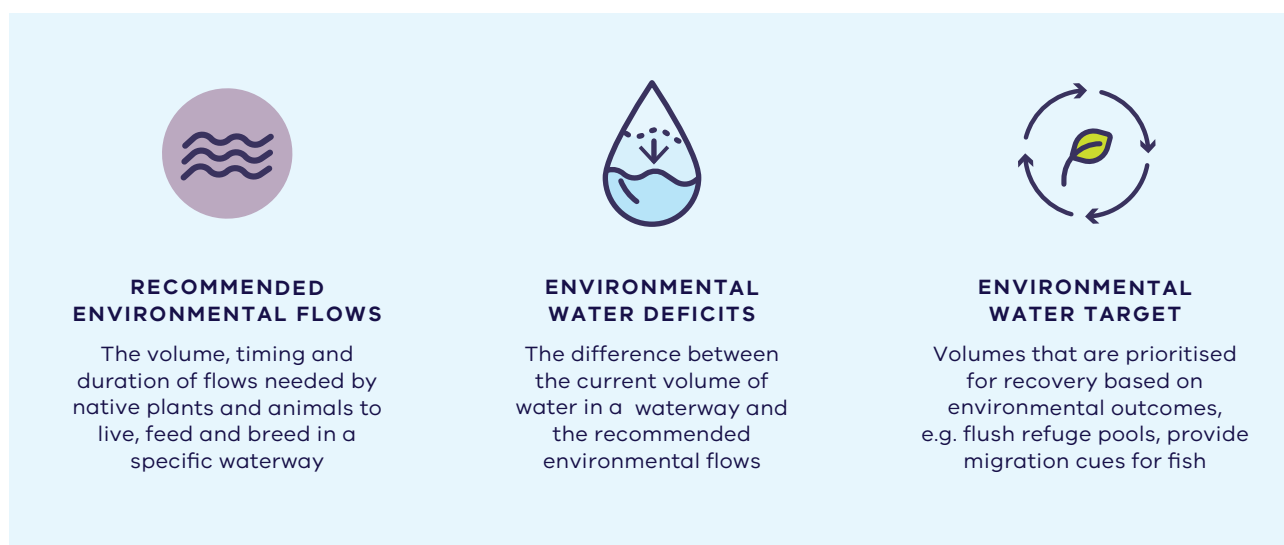 RECOMMENDED
ENVIRONMENTAL FLOWS
The volume, timing and
duration of flows needed by
native plants and animals to
live, feed and breed in a
specific waterway
ENVIRONMENTAL
WATER DEFICITS
The difference between
the current volume of
water in a waterway and
the recommended
environmental flows
ENVIRONMENTAL
WATER TARGET
Volumes that are prioritised
for recovery based on
environmental outcomes,
e.g. flush refuge pools, provide
migration cues for fish